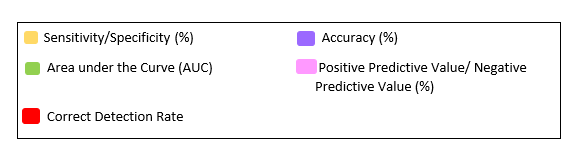 Sensitivity/Specificity (%)
Accuracy (%)
Area under the Curve (AUC)
Positive Predictive Value/ Negative
Predictive Value (%)
Correct Detection Rate